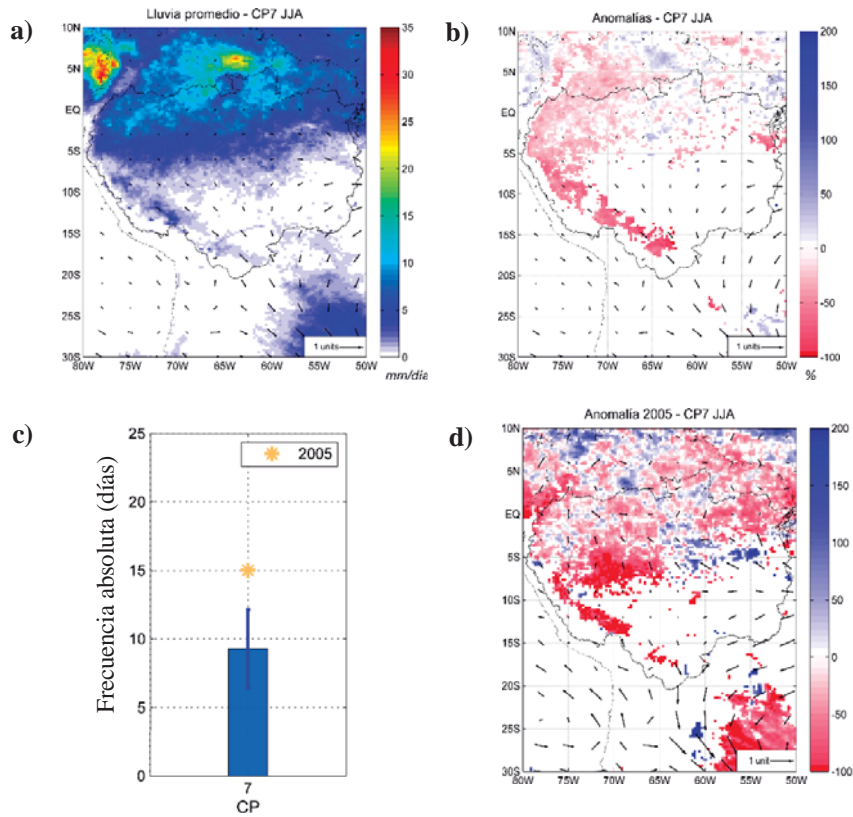 a)
Lluvia promedio - CP7 JJA
10N
5N
EQ
5S
10S
15S
20S
25S
30S
80W 75W 70W 65W 60W 55W 50W
1 units
35
30
25
20
15
10
5
0
mm/día
b)
Anomalías - CP7 JJA
10N
5N
EQ
5S
10S
15S
20S
25S
30S
80W 75W 70W 65W 60W 55W 50W
1 units
200
150
100
50
0
-50
-100
%
c)
Frecuencia absoluta (días)
25
20
15
10
5
0
2005
7
CP
d)
Anomalía 2005 - CP7 JJA
10N
5N
EQ
5S
10S
15S
20S
25S
30S
80W 75W 70W 65W 60W 55W 50W
1 unit
200
150
100
50
0
-50
-100